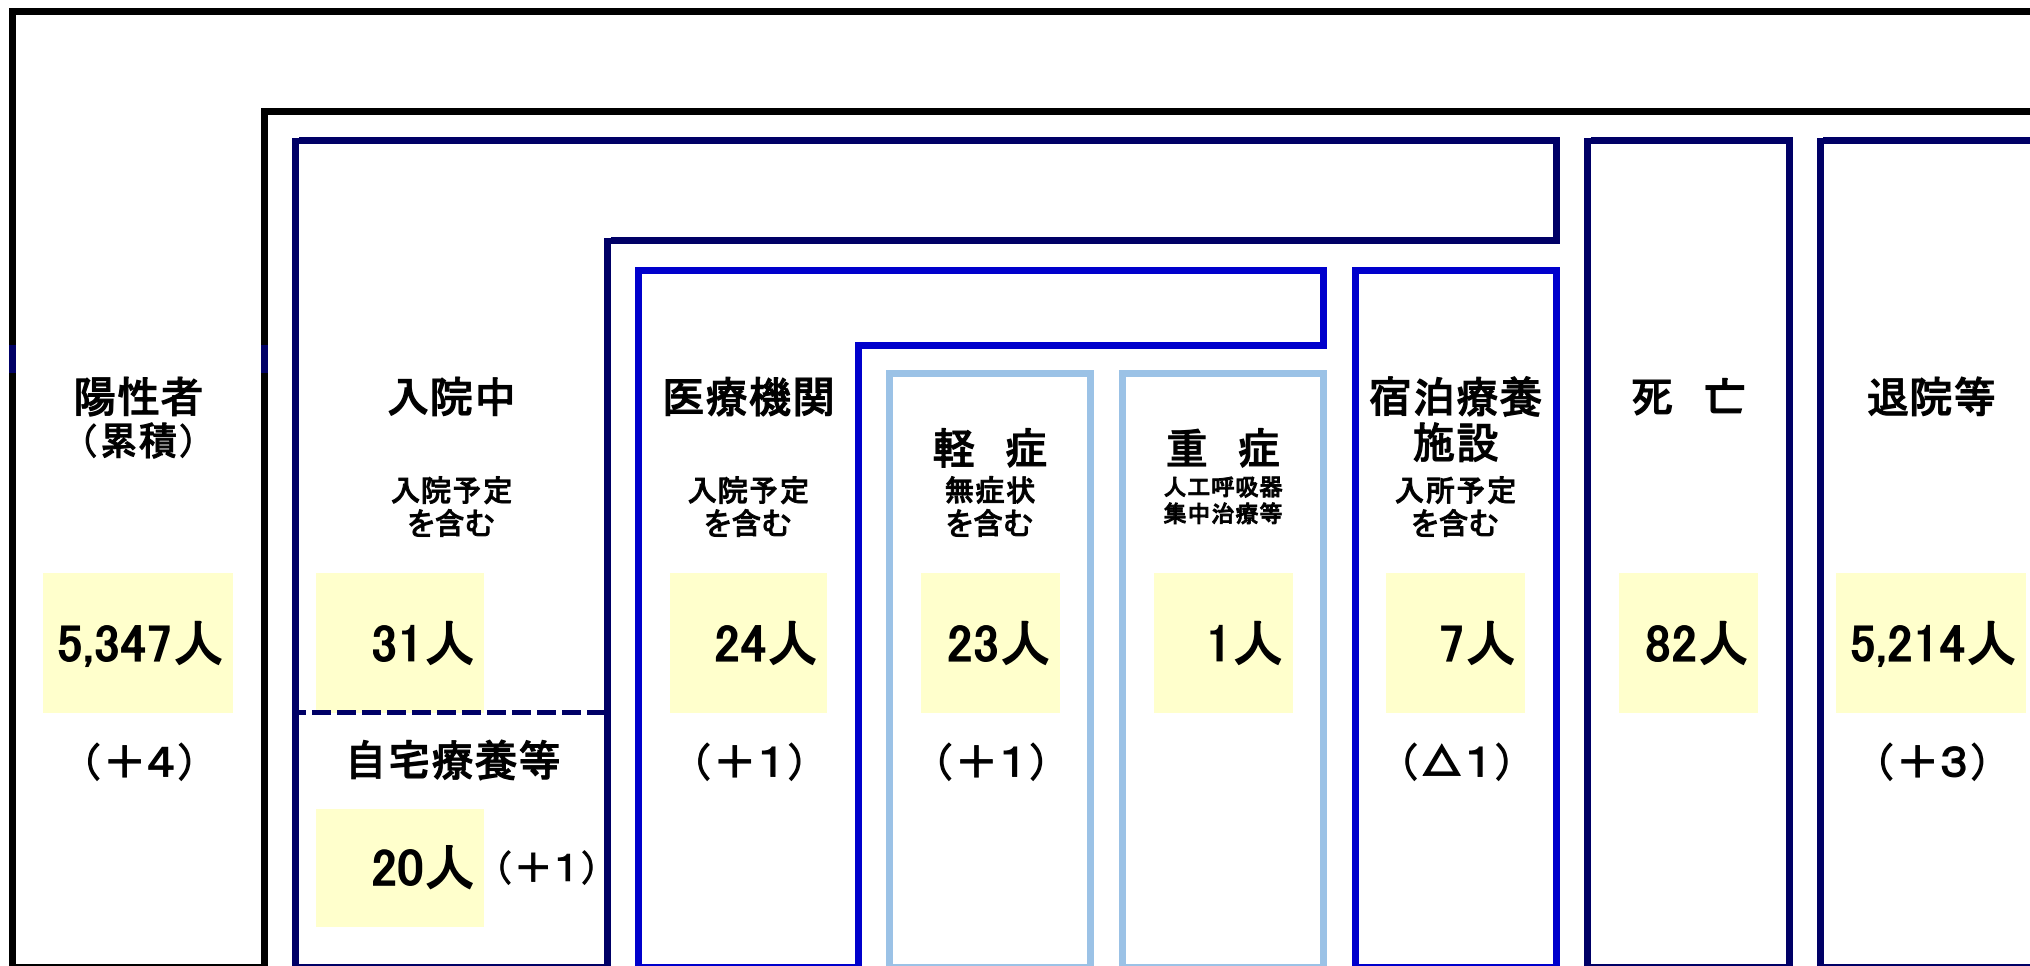 陽性者
（累積）
5,347人
（＋4）
入院中
入院予定
を含む
31人
自宅療養等
20人（＋1）
医療機関
入院予定
を含む
24人
（＋1）
軽 症
無症状
を含む
23人
（＋1）
重 症
人工呼吸器
集中治療等
1人
宿泊療養
施設
入所予定
を含む
7人
（△1）
死 亡
82人
退院等
5,214人
（＋3）